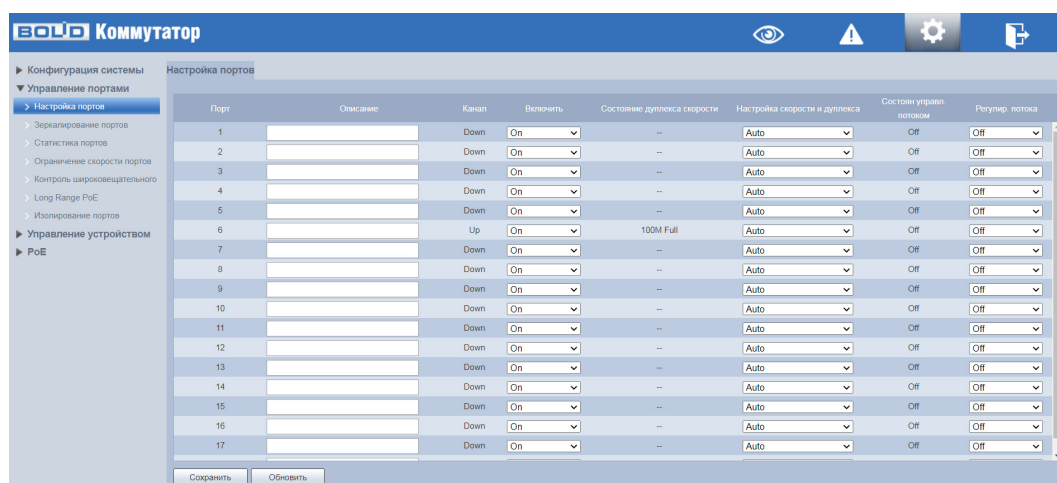 BOLID Коммутатор
Конфигурация системы
Управление портами
Настройка портов
Зеркалирование портов
Статистика портов
Ограничение скорости портов
Контроль широковещательного
Long Range PoE
Изолирование портов
Управление устройством
PoE
Настройка портов
Порт Описание Канал Включить Состояние дуплекса скорости Настройка скорости и дуплекса Состоян управл. потоком Регулир. потока
1 Down On -- Auto Off Off
2 Down On -- Auto Off Off
3 Down On -- Auto Off Off
4 Down On -- Auto Off Off
5 Down On -- Auto Off Off
6 Up On 100M Full Auto Off Off
7 Down On -- Auto Off Off
8 Down On -- Auto Off Off
9 Down On -- Auto Off Off
10 Down On -- Auto Off Off
11 Down On -- Auto Off Off
12 Down On -- Auto Off Off
13 Down On -- Auto Off Off
14 Down On -- Auto Off Off
15 Down On -- Auto Off Off
16 Down On -- Auto Off Off
17 Down On -- Auto Off Off
Сохранить Обновить